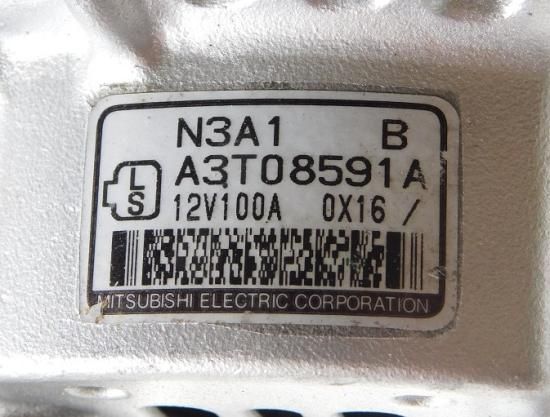 N3A1 B
A3T08591A
L
S
12V100A 0X16 /
MITSUBISHI ELECTRIC CORPORATION